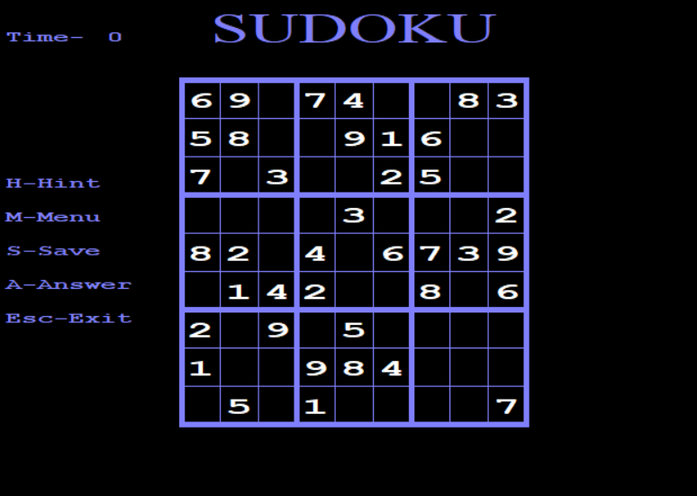 SUDOKU
Time- 0
H-Hint
M-Menu
S-Save
A-Answer
Esc-Exit
6 9 7 4 8 3
5 8 9 1 6
7 3 2 5
3 2
8 2 4 6 7 3 9
1 4 2 8 6
2 9 5
1 9 8 4
5 1 7